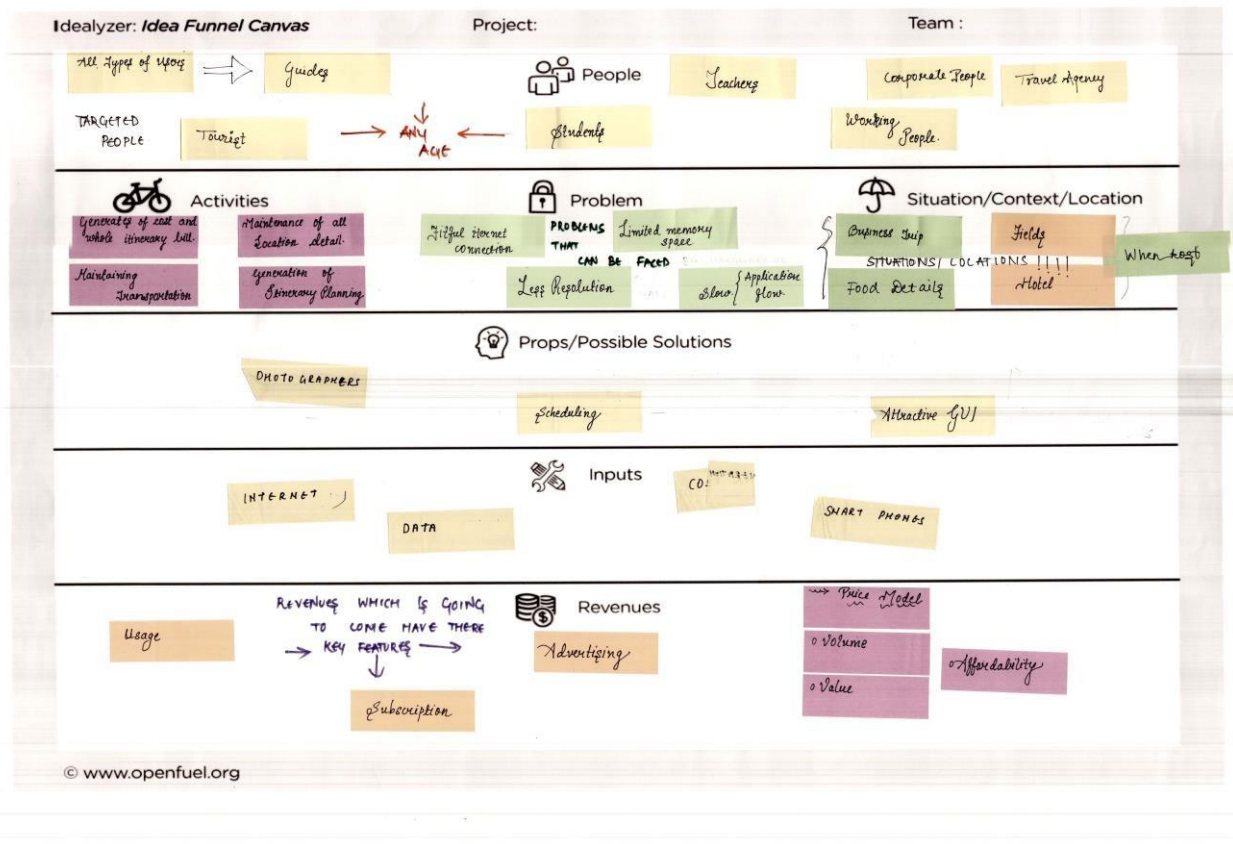 Idealyzer: Idea Funnel Canvas
Project:
Team :
All Types of Users
Guides
People
Teachers
Corporate People
Travel Agency
TARGETED
PEOPLE
Tourist
ANY
AGE
Students
Working
People.
Activities
Generates of cost and
whole itinerary bill.
Maintenance of all
Location detail.
Maintaining
Transportation
Generation of
Itinerary Planning
Problem
connection
PROBLEMS
THAT
CAN BE FACED
Limited memory
space
Less Resolution
Slow
Application
flow
Situation/Context/Location
Business Trip
Fields
SITUATIONS/LOCATIONS !!!!
When lost
Food Details
Hotel
Props/Possible Solutions
PHOTOGRAPHERS
Scheduling
Attractive GUI
Inputs
INTERNET
DATA
SMART PHONES
Revenues
REVENUES WHICH IS GOING
TO COME HAVE THERE
KEY FEATURES
Usage
Advertising
Subscription
Price Model
Volume
Value
Affordability
© www.openfuel.org